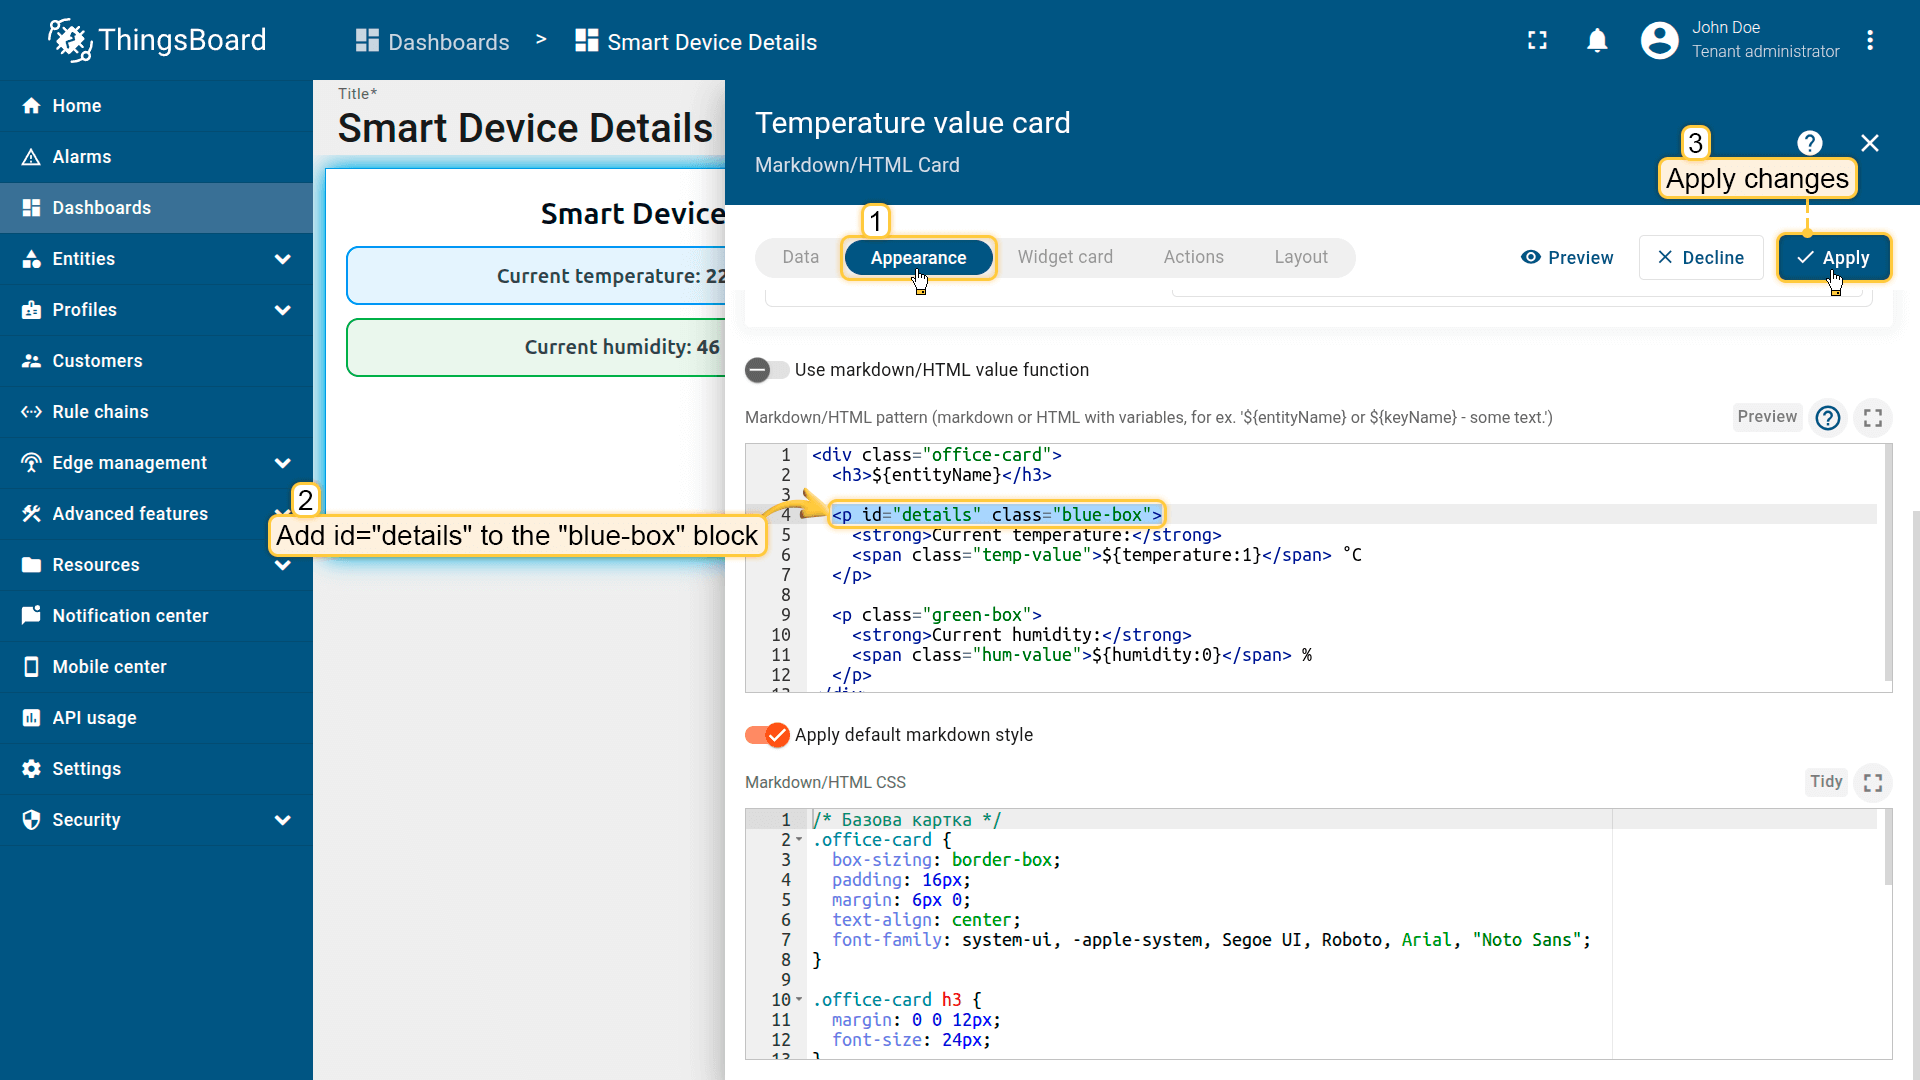 ThingsBoard
Dashboards > Smart Device Details
John Doe
Tenant administrator
Home
Alarms
Dashboards
Entities
Profiles
Customers
Rule chains
Edge management
Advanced features
Resources
Notification center
Mobile center
API usage
Settings
Security
Title*
Smart Device Details
Smart Device
Current temperature: 22
Current humidity: 46
Temperature value card
Markdown/HTML Card
3
Apply changes
1
Data Appearance Widget card Actions Layout
Preview Decline Apply
Use markdown/HTML value function
Markdown/HTML pattern (markdown or HTML with variables, for ex. '${entityName} or ${keyName} - some text.')
Preview
2
Add id="details" to the "blue-box" block
1 <div class="office-card">
2 <h3>${entityName}</h3>
3
4 <p id="details" class="blue-box">
5 <strong>Current temperature:</strong>
6 <span class="temp-value">${temperature:1}</span> °C
7 </p>
8
9 <p class="green-box">
10 <strong>Current humidity:</strong>
11 <span class="hum-value">${humidity:0}</span> %
12 </p>
13 </div>
Apply default markdown style
Markdown/HTML CSS
Tidy
1 /* Базова картка */
2 .office-card {
3 box-sizing: border-box;
4 padding: 16px;
5 margin: 6px 0;
6 text-align: center;
7 font-family: system-ui, -apple-system, Segoe UI, Roboto, Arial, "Noto Sans";
8 }
9
10 .office-card h3 {
11 margin: 0 0 12px;
12 font-size: 24px;
13 }